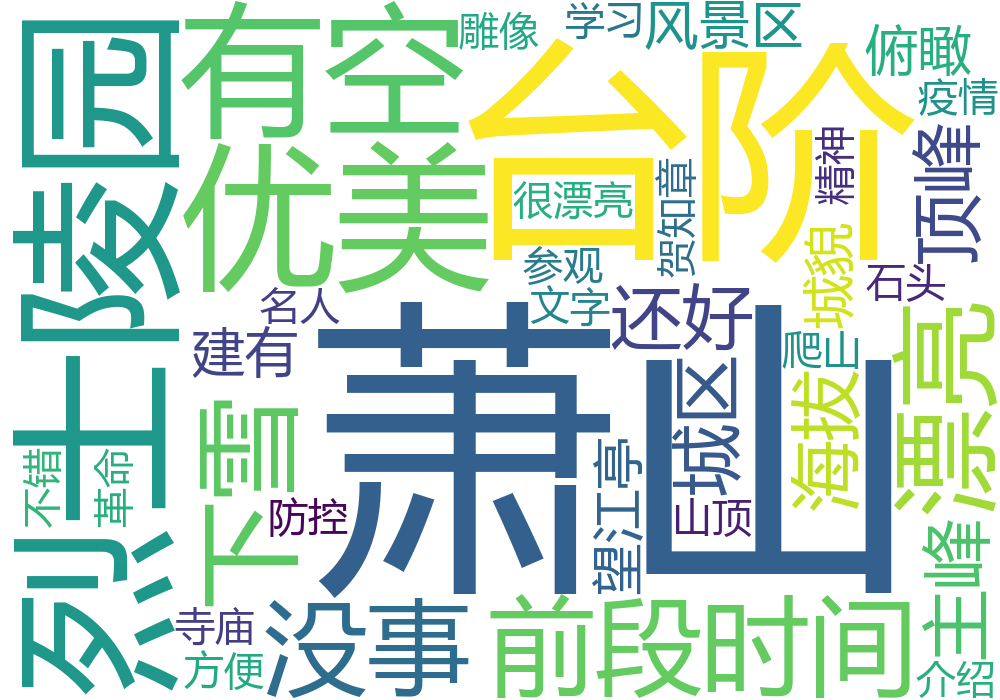 有空
雕像
学习
风景区
俯瞰
疫情
台阶
烈士陵园
优美
很漂亮
贺知章
精神
顶峰
参观
城貌
石头
名人
文字
还好
建有
萧山
爬山
漂亮
下雪
城区
海拔
不错
革命
望江亭
防控
山顶
主峰
没事
前段时间
寺庙
方便
介绍